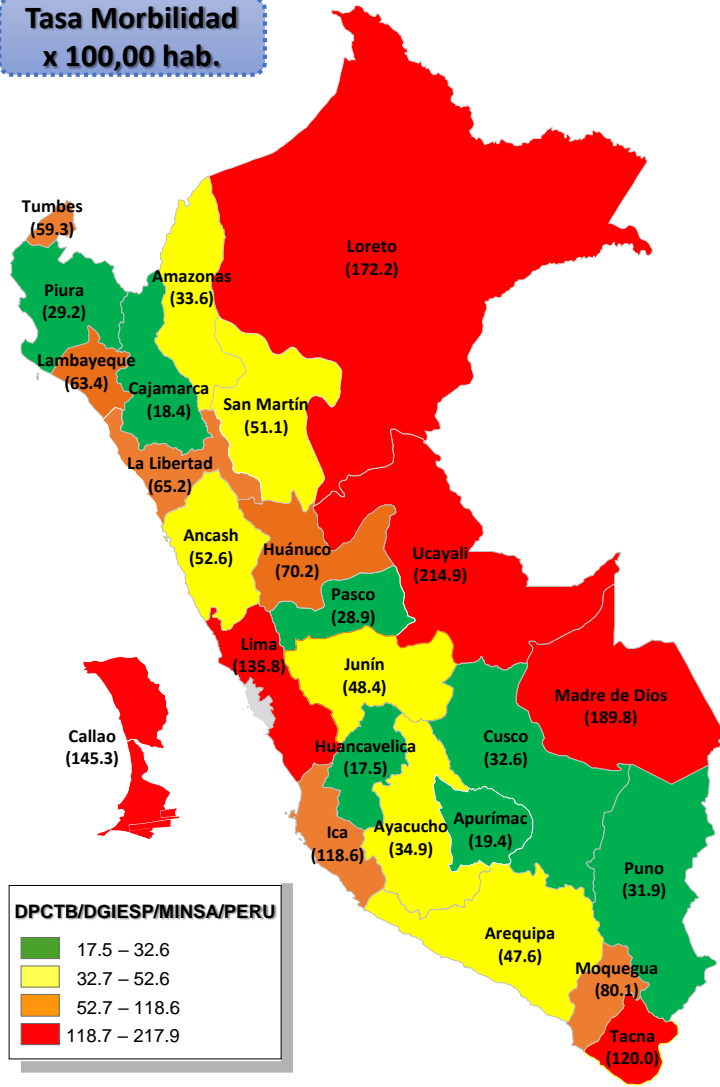 Tasa Morbilidad
x 100,00 hab.
Tumbes
(59.3)
Loreto
(172.2)
Amazonas
(33.6)
Piura
(29.2)
Lambayeque
(63.4)
Cajamarca
(18.4)
San Martín
(51.1)
La Libertad
(65.2)
Ancash
(52.6)
Huánuco
(70.2)
Ucayali
(214.9)
Pasco
(28.9)
Lima
(135.8)
Junín
(48.4)
Madre de Dios
(189.8)
Callao
(145.3)
Huancavelica
(17.5)
Cusco
(32.6)
Ica
(118.6)
Ayacucho
(34.9)
Apurímac
(19.4)
Puno
(31.9)
Arequipa
(47.6)
Moquegua
(80.1)
Tacna
(120.0)
DPCTB/DGIESP/MINSA/PERU
17.5 – 32.6
32.7 – 52.6
52.7 – 118.6
118.7 – 217.9